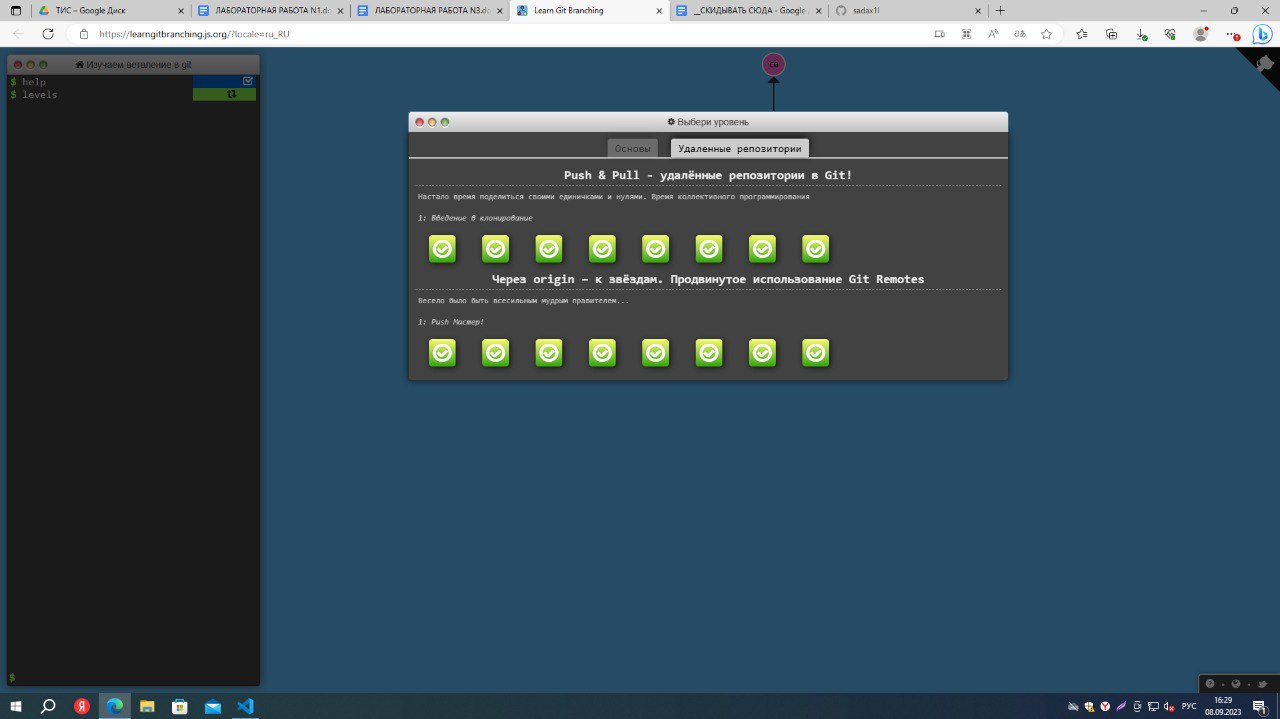 ТИС – Google Диск
ЛАБОРАТОРНАЯ РАБОТА N1.d
ЛАБОРАТОРНАЯ РАБОТА N3.
Learn Git Branching
__СКИДЫВАТЬ СЮДА - Google
sadax1l
https://learngitbranching.js.org/?locale=ru_RU
Изучаем ветвление в git
$ help
$ levels
$
C0
Выбери уровень
Основы
Удаленные репозитории
Push & Pull - удалённые репозитории в Git!
Настало время поделиться своими единичками и нулями. Время коллективного программирования
1: Введение в клонирование
Через origin – к звёздам. Продвинутое использование Git Remotes
Весело было быть всесильным мудрым правителем...
1: Push Мастер!
РУС
16:29
08.09.2023